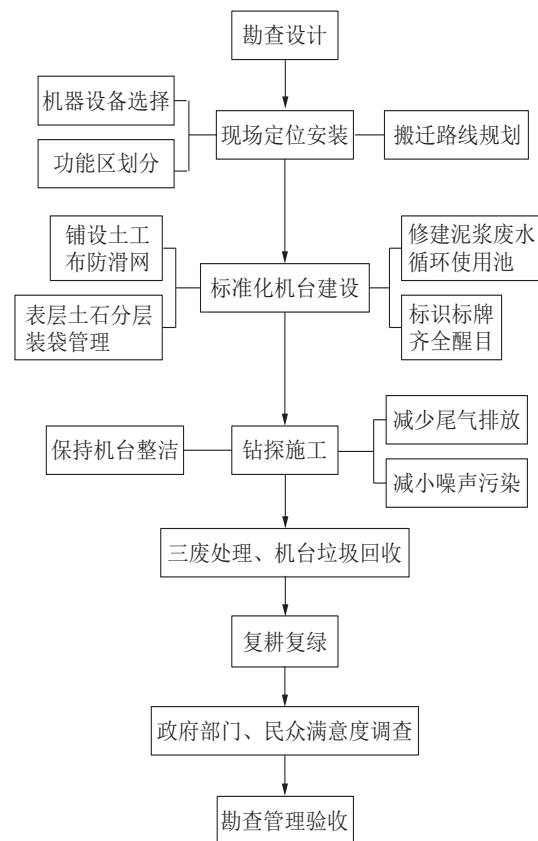 勘查设计
机器设备选择
功能区划分
现场定位安装
搬迁路线规划
铺设土工
布防滑网
表层土石分层
装袋管理
标准化机台建设
修建泥浆废水
循环使用池
标识标牌
齐全醒目
保持机台整洁
钻探施工
减少尾气排放
减小噪声污染
三废处理、机台垃圾回收
复耕复绿
政府部门、民众满意度调查
勘查管理验收